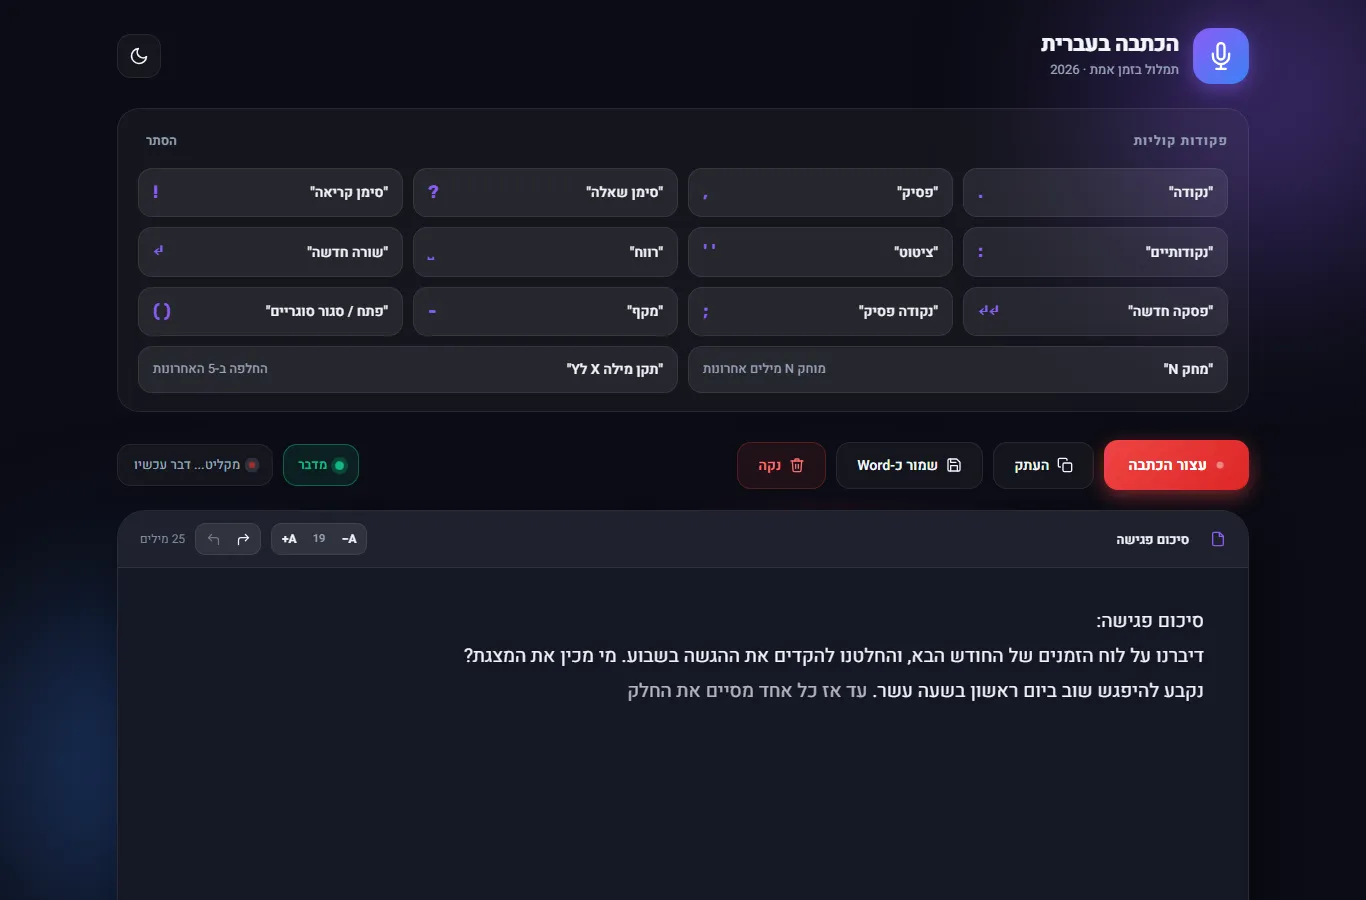 הכתבה בעברית
תמלול בזמן אמת · 2026
פקודות קוליות
הסתר
"נקודה" .
"פסיק" ,
"סימן שאלה" ?
"סימן קריאה" !
"נקודותיים" :
"ציטוט" ' '
"רווח" ␣
"שורה חדשה" ↵
"פסקה חדשה" ↵↵
"נקודה פסיק" ;
"מקף" -
"פתח / סגור סוגריים" ( )
"מחק N" מוחק N מילים אחרונות
"תקן מילה X לY" החלפה ב-5 האחרונות
עצור הכתבה
העתק
שמור כ-Word
נקה
מדבר
מקליט... דבר עכשיו
סיכום פגישה
A−
19
A+
25 מילים
סיכום פגישה:
דיברנו על לוח הזמנים של החודש הבא, והחלטנו להקדים את ההגשה בשבוע. מי מכין את המצגת?
נקבע להיפגש שוב ביום ראשון בשעה עשר. עד אז כל אחד מסיים את החלק